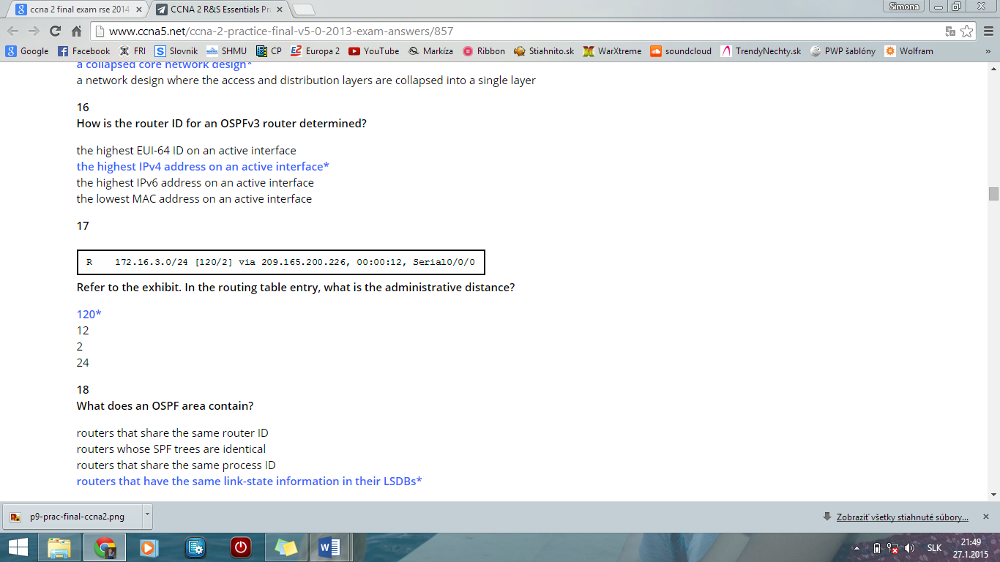 ccna 2 final exam rse 2014
CCNA 2 R&S Essentials Pr
Simona
www.ccna5.net/ccna-2-practice-final-v5-0-2013-exam-answers/857
Google Facebook FRI Slovnik SHMU CP Europa 2 YouTube Markíza Ribbon Stiahnito.sk WarXtreme soundcloud TrendyNechty.sk PWP šablóny Wolfram »
a collapsed core network design*
a network design where the access and distribution layers are collapsed into a single layer
16
How is the router ID for an OSPFv3 router determined?
the highest EUI-64 ID on an active interface
the highest IPv4 address on an active interface*
the highest IPv6 address on an active interface
the lowest MAC address on an active interface
17
R 172.16.3.0/24 [120/2] via 209.165.200.226, 00:00:12, Serial0/0/0
Refer to the exhibit. In the routing table entry, what is the administrative distance?
120*
12
2
24
18
What does an OSPF area contain?
routers that share the same router ID
routers whose SPF trees are identical
routers that share the same process ID
routers that have the same link-state information in their LSDBs*
p9-prac-final-ccna2.png
Zobraziť všetky stiahnuté súbory...
SLK
21:49
27.1.2015